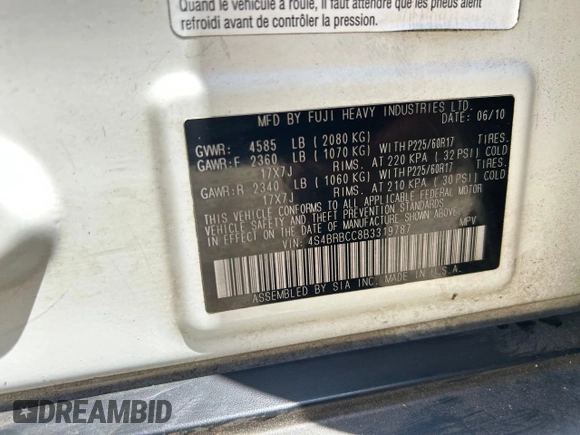 Quand le véhicule a roulé, il faut attendre que les pneus aient
refroidi avant de contrôler la pression.
MFD BY FUJI HEAVY INDUSTRIES LTD.
DATE: 06/10
GVWR: 4585 LB ( 2080 KG)
GAWR:F 2360 LB ( 1070 KG) WITH P225/60R17 TIRES.
17X7J RIMS. AT 220 KPA ( 32 PSI) COLD
GAWR:R 2340 LB ( 1060 KG) WITH P225/60R17 TIRES.
17X7J RIMS. AT 210 KPA ( 30 PSI) COLD
THIS VEHICLE CONFORMS TO ALL APPLICABLE FEDERAL MOTOR
VEHICLE SAFETY AND THEFT PREVENTION STANDARDS IN EFFECT
ON THE DATE OF MANUFACTURE SHOWN ABOVE.
VIN: 4S4BRBCC8B3319787 MPV
ASSEMBLED BY SIA INC. MADE IN U.S.A.
DREAMBID